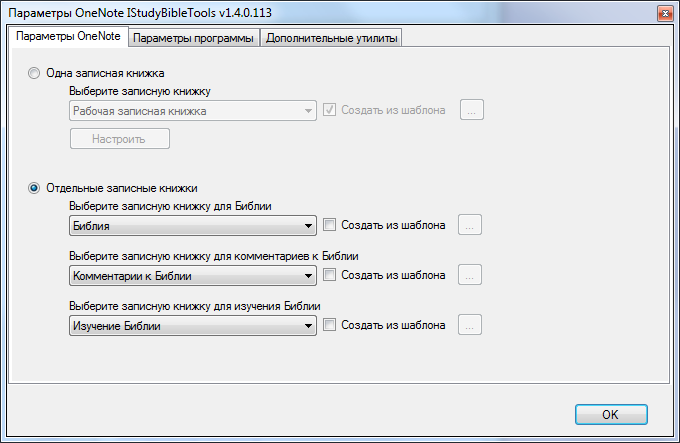 Параметры OneNote IStudyBibleTools v1.4.0.113
Параметры OneNote Параметры программы Дополнительные утилиты
Одна записная книжка
Выберите записную книжку
Рабочая записная книжка Создать из шаблона ...
Настроить
Отдельные записные книжки
Выберите записную книжку для Библии
Библия Создать из шаблона ...
Выберите записную книжку для комментариев к Библии
Комментарии к Библии Создать из шаблона ...
Выберите записную книжку для изучения Библии
Изучение Библии Создать из шаблона ...
OK